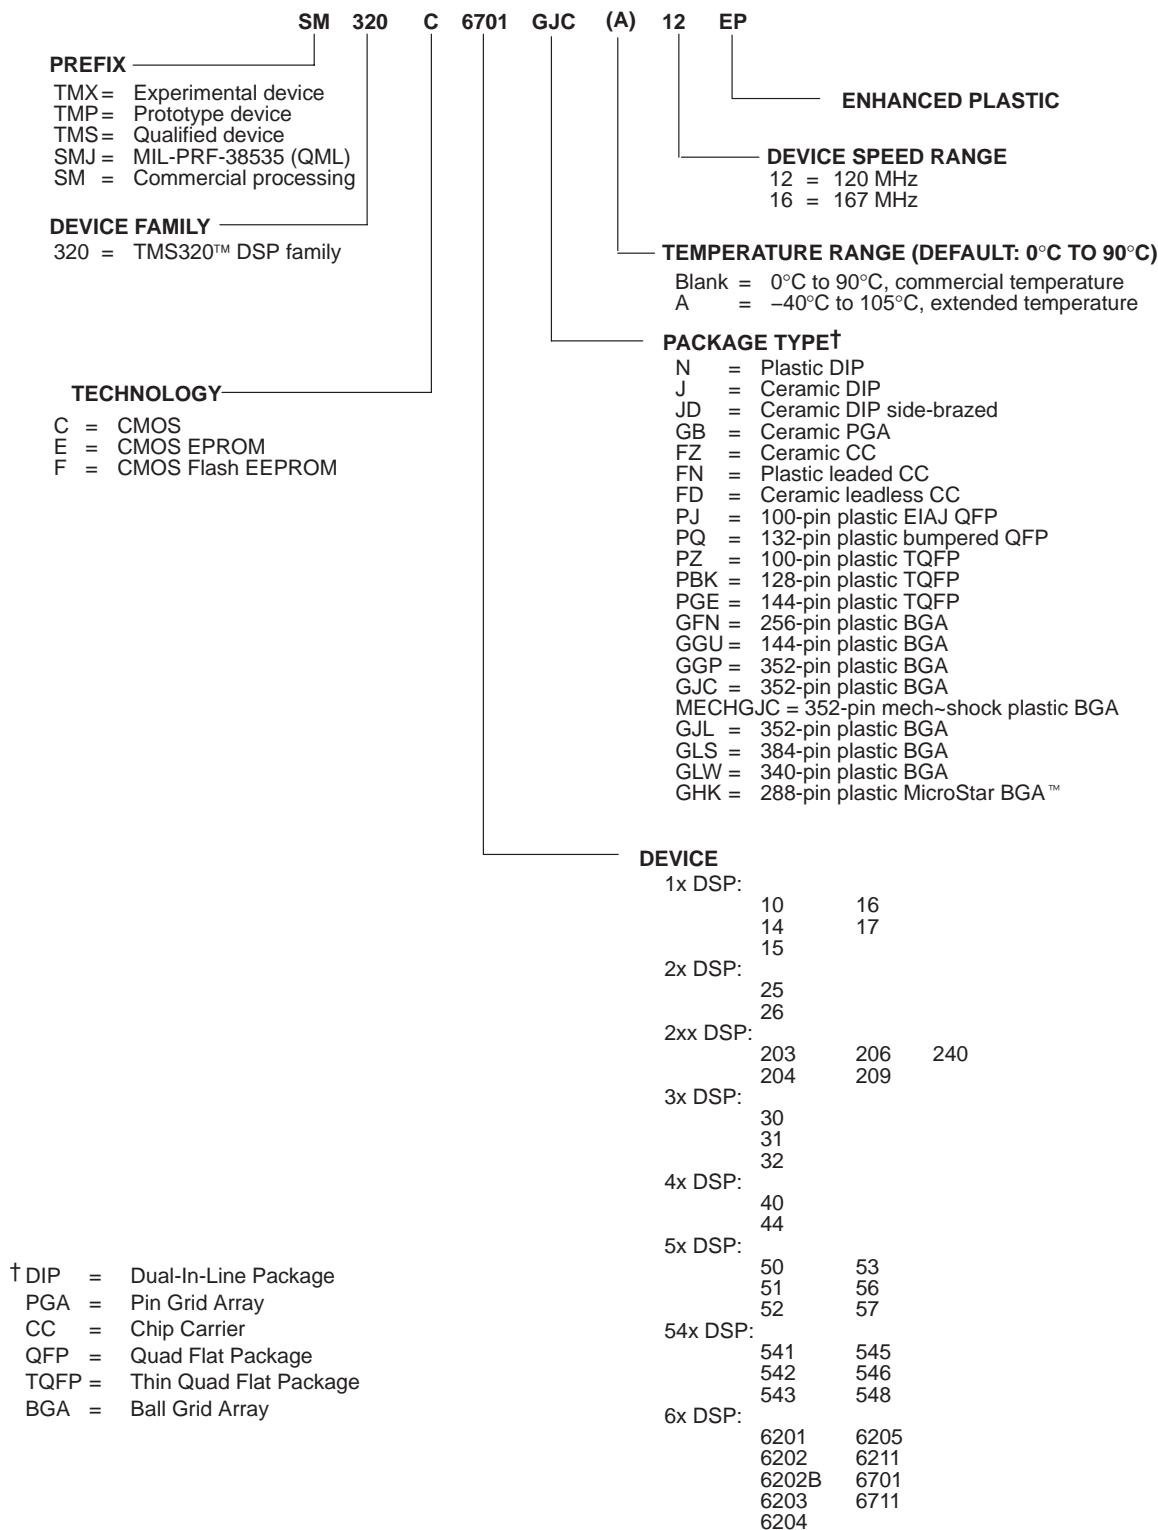 SM 320 C 6701 GJC (A) 12 EP
PREFIX
TMX = Experimental device
TMP = Prototype device
TMS = Qualified device
SMJ = MIL-PRF-38535 (QML)
SM = Commercial processing
DEVICE FAMILY
320 = TMS320™ DSP family
TECHNOLOGY
C = CMOS
E = CMOS EPROM
F = CMOS Flash EEPROM
ENHANCED PLASTIC
DEVICE SPEED RANGE
12 = 120 MHz
16 = 167 MHz
TEMPERATURE RANGE (DEFAULT: 0°C TO 90°C)
Blank = 0°C to 90°C, commercial temperature
A = −40°C to 105°C, extended temperature
PACKAGE TYPE†
N = Plastic DIP
J = Ceramic DIP
JD = Ceramic DIP side-brazed
GB = Ceramic PGA
FZ = Ceramic CC
FN = Plastic leaded CC
FD = Ceramic leadless CC
PJ = 100-pin plastic EIAJ QFP
PQ = 132-pin plastic bumpered QFP
PZ = 100-pin plastic TQFP
PBK = 128-pin plastic TQFP
PGE = 144-pin plastic TQFP
GFN = 256-pin plastic BGA
GGU = 144-pin plastic BGA
GGP = 352-pin plastic BGA
GJC = 352-pin plastic BGA
MECHGJC = 352-pin mech~shock plastic BGA
GJL = 352-pin plastic BGA
GLS = 384-pin plastic BGA
GLW = 340-pin plastic BGA
GHK = 288-pin plastic MicroStar BGA™
DEVICE
1x DSP:
10 16
14 17
15
2x DSP:
25
26
2xx DSP:
203 206 240
204 209
3x DSP:
30
31
32
4x DSP:
40
44
5x DSP:
50 53
51 56
52 57
54x DSP:
541 545
542 546
543 548
6x DSP:
6201 6205
6202 6211
6202B 6701
6203 6711
6204
† DIP = Dual-In-Line Package
PGA = Pin Grid Array
CC = Chip Carrier
QFP = Quad Flat Package
TQFP = Thin Quad Flat Package
BGA = Ball Grid Array